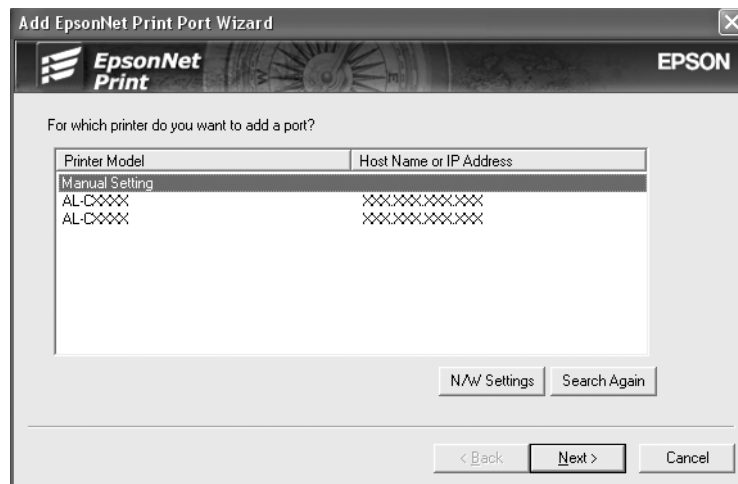 Add EpsonNet Print Port Wizard
EpsonNet
Print
EPSON
For which printer do you want to add a port?
Printer Model Host Name or IP Address
Manual Setting
AL-CXXXX XXX.XXX.XXX.XXX
AL-CXXXX XXX.XXX.XXX.XXX
N/W Settings Search Again
< Back Next > Cancel